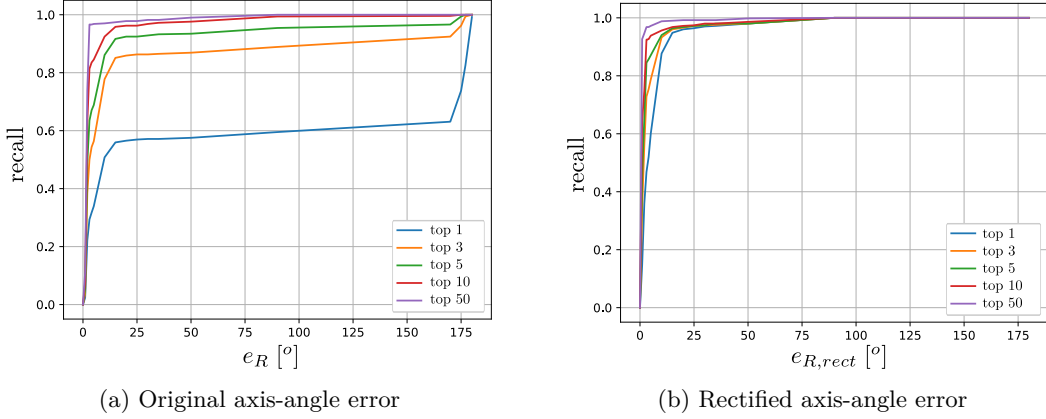 1.0
0.8
0.6
0.4
0.2
0.0
recall
0 25 50 75 100 125 150 175
e_R [°]
top 1
top 3
top 5
top 10
top 50
(a) Original axis-angle error
1.0
0.8
0.6
0.4
0.2
0.0
recall
0 25 50 75 100 125 150 175
e_{R,rect} [°]
top 1
top 3
top 5
top 10
top 50
(b) Rectified axis-angle error